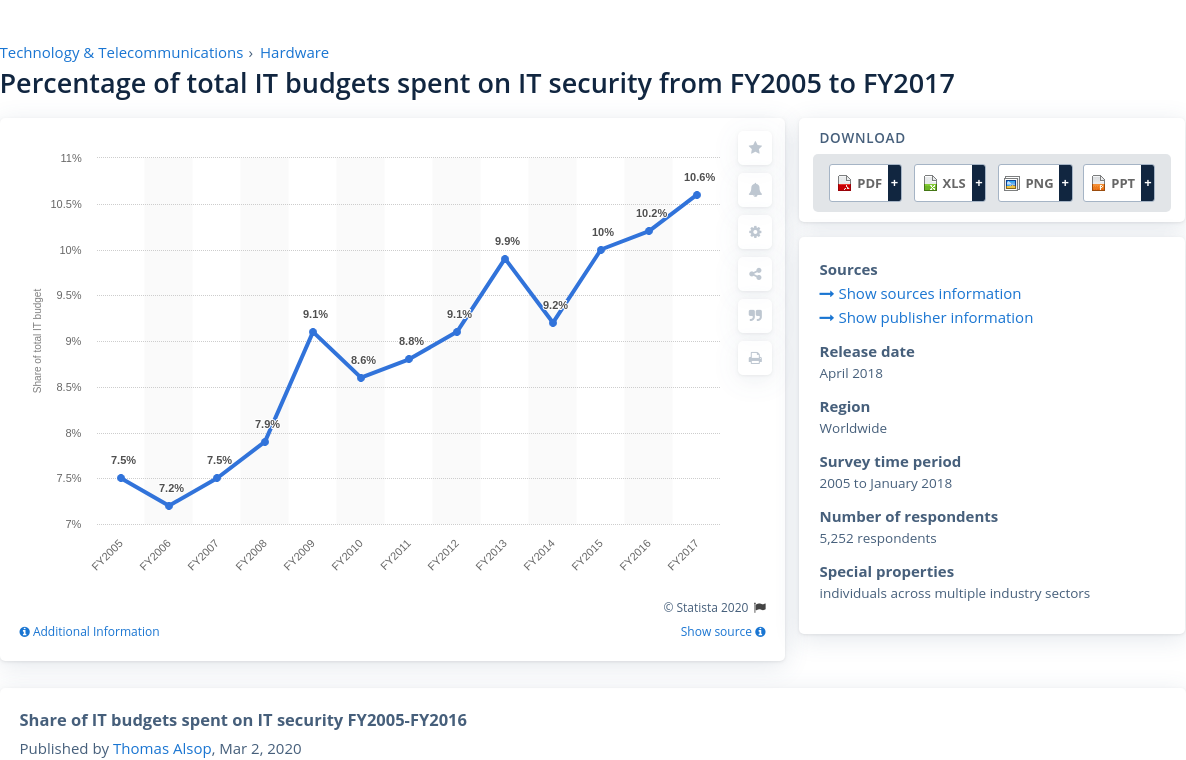 Technology & Telecommunications › Hardware
Percentage of total IT budgets spent on IT security from FY2005 to FY2017
11%
10.5%
10%
9.5%
9%
8.5%
8%
7.5%
7%
Share of total IT budget
7.5%
7.2%
7.5%
7.9%
9.1%
8.6%
8.8%
9.1%
9.9%
9.2%
10%
10.2%
10.6%
FY2005
FY2006
FY2007
FY2008
FY2009
FY2010
FY2011
FY2012
FY2013
FY2014
FY2015
FY2016
FY2017
© Statista 2020
Additional Information
Show source
DOWNLOAD
PDF + XLS + PNG + PPT +
Sources
Show sources information
Show publisher information
Release date
April 2018
Region
Worldwide
Survey time period
2005 to January 2018
Number of respondents
5,252 respondents
Special properties
individuals across multiple industry sectors
Share of IT budgets spent on IT security FY2005-FY2016
Published by Thomas Alsop, Mar 2, 2020